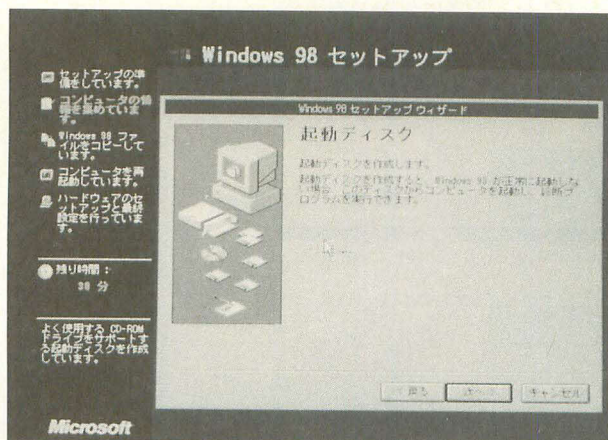 Windows 98 セットアップ
セットアップの準
備をしています。
コンピュータの情
報を集めていま
す。
Windows 98 ファ
イルをコピーして
います。
コンピュータを再
起動しています。
ハードウェアのセ
ットアップと最終
設定を行っていま
す。
残り時間：
30 分
よく使用する CD-ROM
ドライブをサポートす
る起動ディスクを作成
しています。
Microsoft
Windows 98 セットアップ ウィザード
起動ディスク
起動ディスクを作成します。
起動ディスクを作成すると、Windows 98 が正常に起動しな
い場合、このディスクからコンピュータを起動し、診断プ
ログラムを実行できます。
< 戻る
次へ >
キャンセル